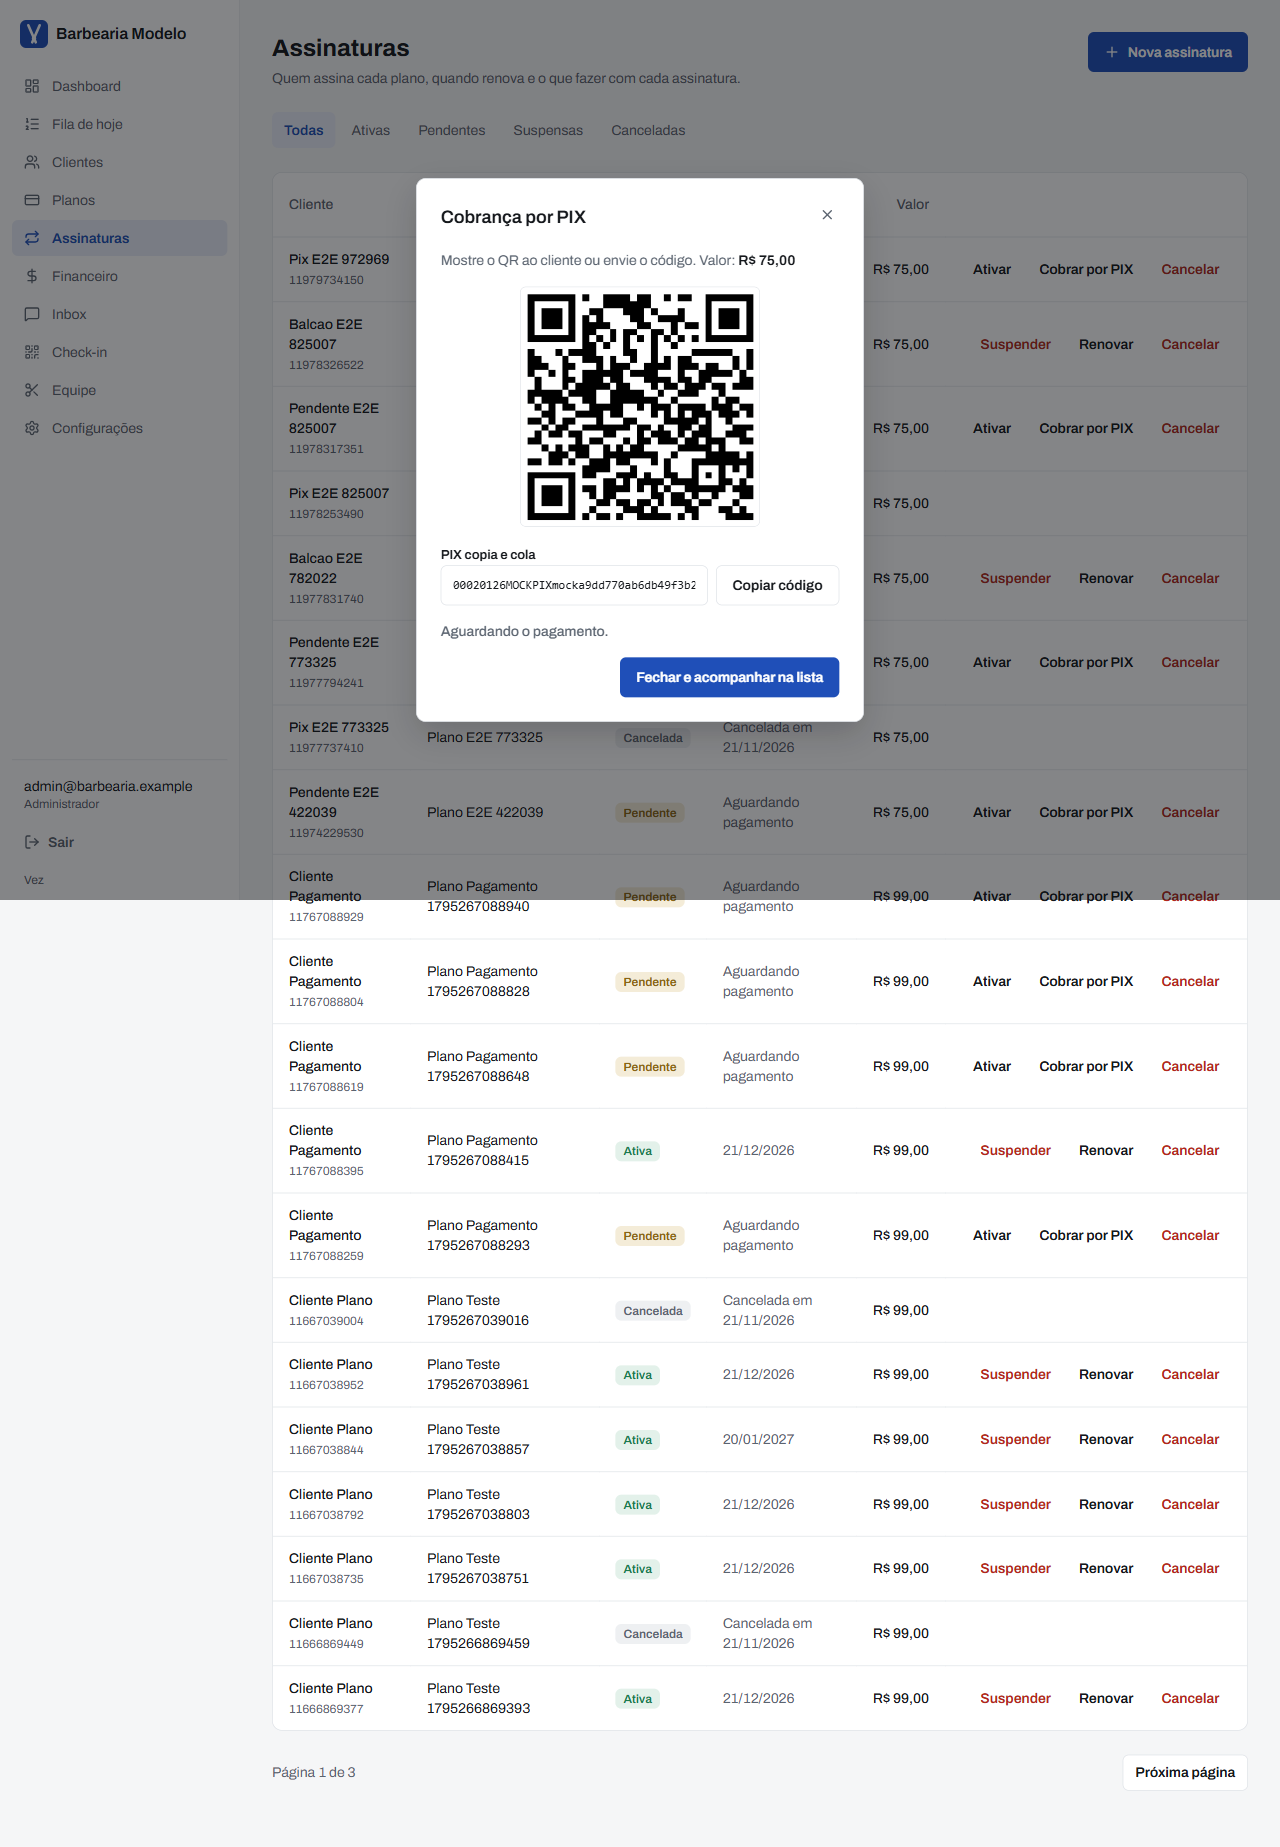 Barbearia Modelo
Dashboard
Fila de hoje
Clientes
Planos
Assinaturas
Financeiro
Inbox
Check-in
Equipe
Configurações
admin@barbearia.example
Administrador
Sair
Vez
Assinaturas
Quem assina cada plano, quando renova e o que fazer com cada assinatura.
Nova assinatura
Todas Ativas Pendentes Suspensas Canceladas
Cliente Valor
Cobrança por PIX
Mostre o QR ao cliente ou envie o código. Valor: R$ 75,00
PIX copia e cola
00020126MOCKPIXmocka9dd770ab6db49f3b2
Copiar código
Aguardando o pagamento.
Fechar e acompanhar na lista
Pix E2E 972969
11979734150
R$ 75,00 Ativar Cobrar por PIX Cancelar
Balcao E2E
825007
11978326522
R$ 75,00 Suspender Renovar Cancelar
Pendente E2E
825007
11978317351
R$ 75,00 Ativar Cobrar por PIX Cancelar
Pix E2E 825007
11978253490
R$ 75,00
Balcao E2E
782022
11977831740
R$ 75,00 Suspender Renovar Cancelar
Pendente E2E
773325
11977794241
R$ 75,00 Ativar Cobrar por PIX Cancelar
Pix E2E 773325
11977737410
Plano E2E 773325
Cancelada
Cancelada em
21/11/2026
R$ 75,00
Pendente E2E
422039
11974229530
Plano E2E 422039
Pendente
Aguardando
pagamento
R$ 75,00 Ativar Cobrar por PIX Cancelar
Cliente
Pagamento
11767088929
Plano Pagamento
1795267088940
Pendente
Aguardando
pagamento
R$ 99,00 Ativar Cobrar por PIX Cancelar
Cliente
Pagamento
11767088804
Plano Pagamento
1795267088828
Pendente
Aguardando
pagamento
R$ 99,00 Ativar Cobrar por PIX Cancelar
Cliente
Pagamento
11767088619
Plano Pagamento
1795267088648
Pendente
Aguardando
pagamento
R$ 99,00 Ativar Cobrar por PIX Cancelar
Cliente
Pagamento
11767088395
Plano Pagamento
1795267088415
Ativa
21/12/2026
R$ 99,00 Suspender Renovar Cancelar
Cliente
Pagamento
11767088259
Plano Pagamento
1795267088293
Pendente
Aguardando
pagamento
R$ 99,00 Ativar Cobrar por PIX Cancelar
Cliente Plano
11667039004
Plano Teste
1795267039016
Cancelada
Cancelada em
21/11/2026
R$ 99,00
Cliente Plano
11667038952
Plano Teste
1795267038961
Ativa
21/12/2026
R$ 99,00 Suspender Renovar Cancelar
Cliente Plano
11667038844
Plano Teste
1795267038857
Ativa
20/01/2027
R$ 99,00 Suspender Renovar Cancelar
Cliente Plano
11667038792
Plano Teste
1795267038803
Ativa
21/12/2026
R$ 99,00 Suspender Renovar Cancelar
Cliente Plano
11667038735
Plano Teste
1795267038751
Ativa
21/12/2026
R$ 99,00 Suspender Renovar Cancelar
Cliente Plano
11666869449
Plano Teste
1795266869459
Cancelada
Cancelada em
21/11/2026
R$ 99,00
Cliente Plano
11666869377
Plano Teste
1795266869393
Ativa
21/12/2026
R$ 99,00 Suspender Renovar Cancelar
Página 1 de 3
Próxima página